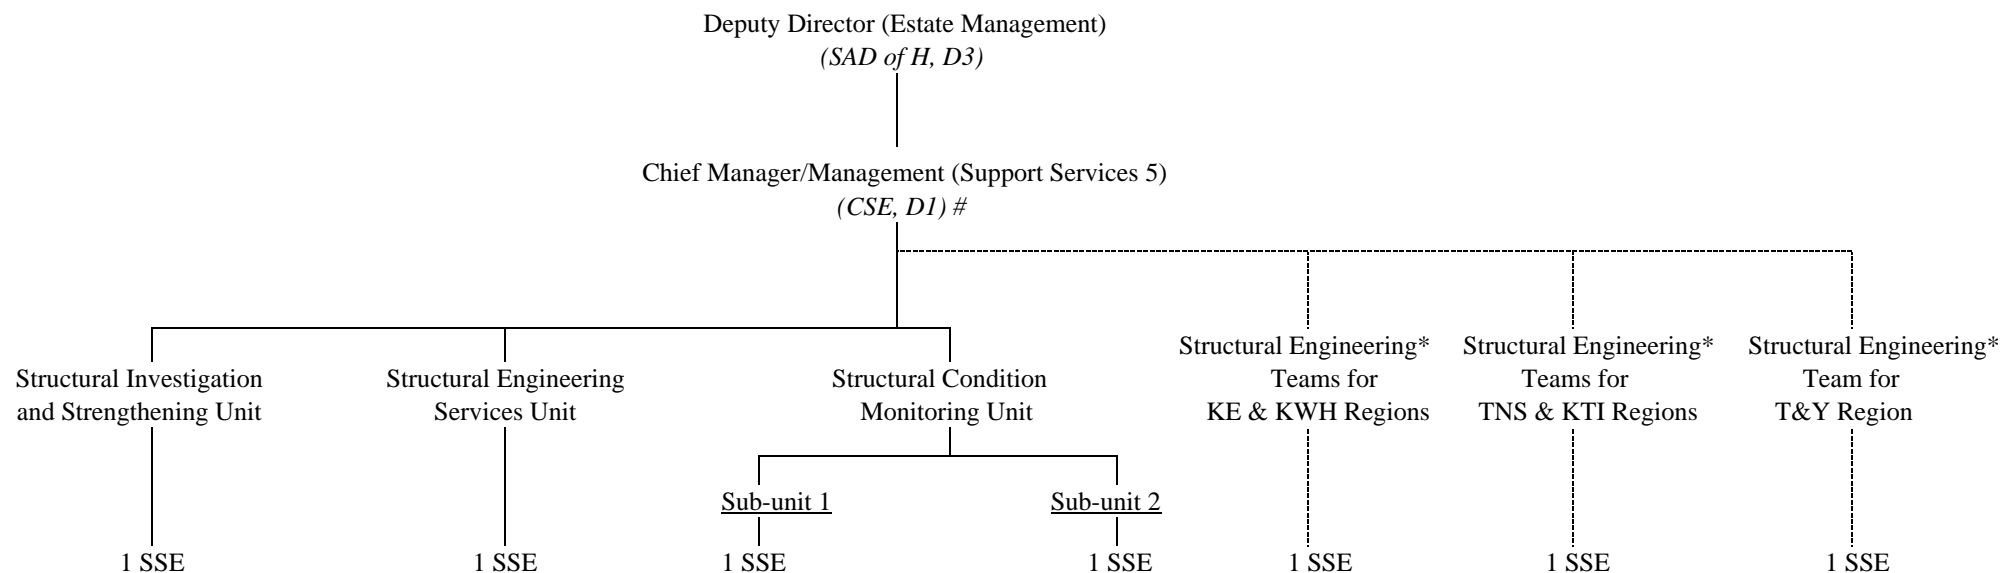 Deputy Director (Estate Management)
(SAD of H, D3)
Chief Manager/Management (Support Services 5)
(CSE, D1) #
Structural Investigation
and Strengthening Unit
Structural Engineering
Services Unit
Structural Condition
Monitoring Unit
Structural Engineering*
Teams for
KE & KWH Regions
Structural Engineering*
Teams for
TNS & KTI Regions
Structural Engineering*
Team for
T&Y Region
Sub-unit 1
Sub-unit 2
1 SSE
1 SSE
1 SSE
1 SSE
1 SSE
1 SSE
1 SSE